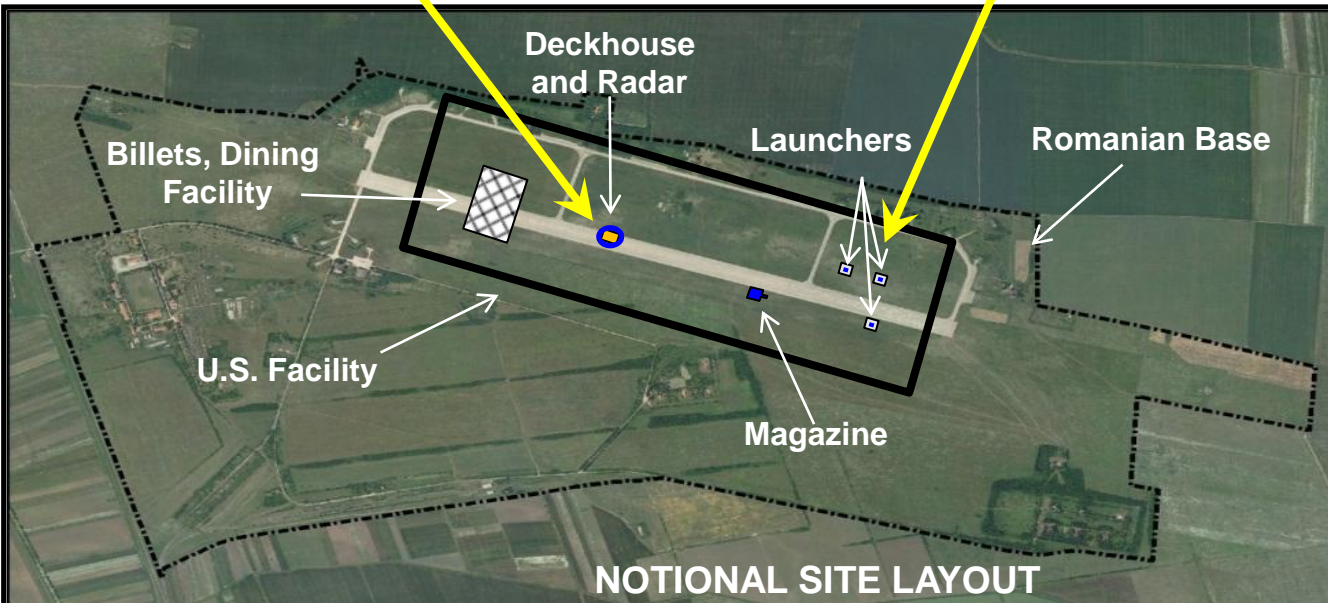 Deckhouse
and Radar
Launchers
Romanian Base
Billets, Dining
Facility
U.S. Facility
Magazine
NOTIONAL SITE LAYOUT